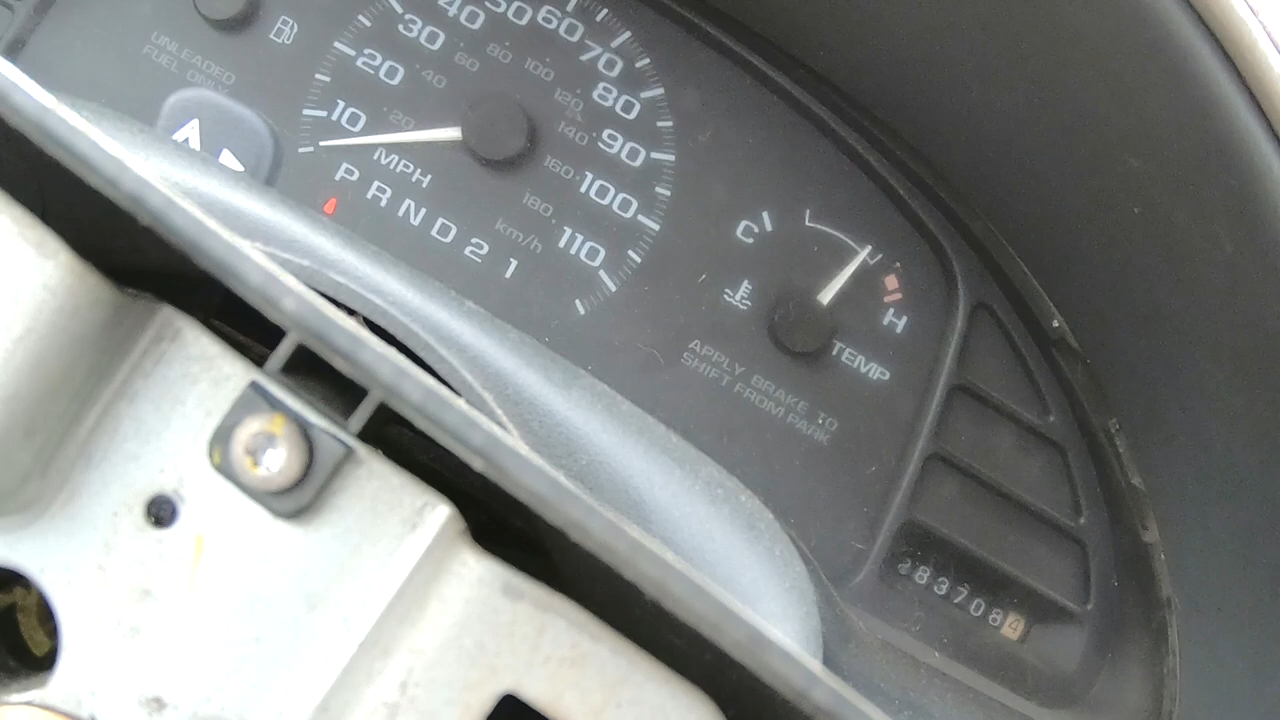 UNLEADED
FUEL ONLY
10
20
30
40
50
60
70
80
90
100
110
20
40
60
80
100
120
140
160
180
MPH
km/h
P R N D 2 1
C
H
TEMP
APPLY BRAKE TO
SHIFT FROM PARK
2837084